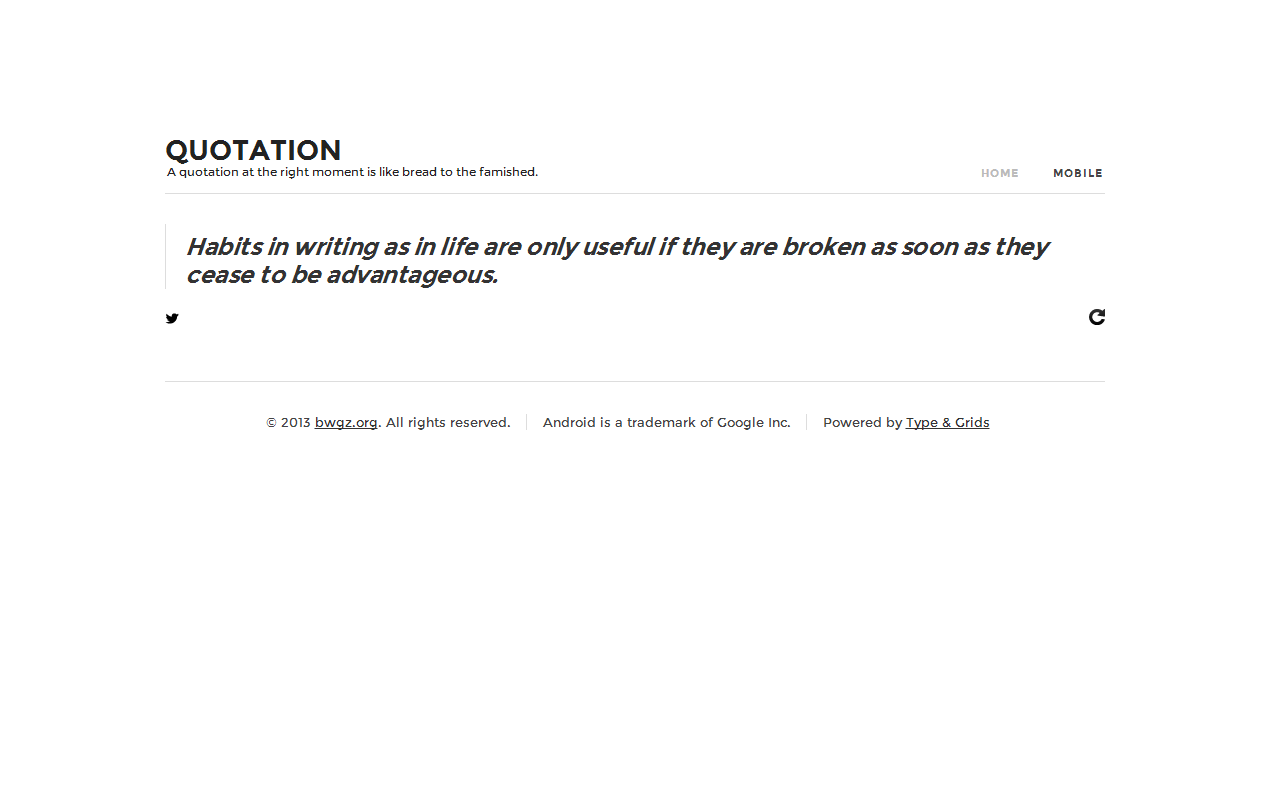 QUOTATION
A quotation at the right moment is like bread to the famished.
HOME MOBILE
Habits in writing as in life are only useful if they are broken as soon as they
cease to be advantageous.
© 2013 bwgz.org. All rights reserved. Android is a trademark of Google Inc. Powered by Type & Grids